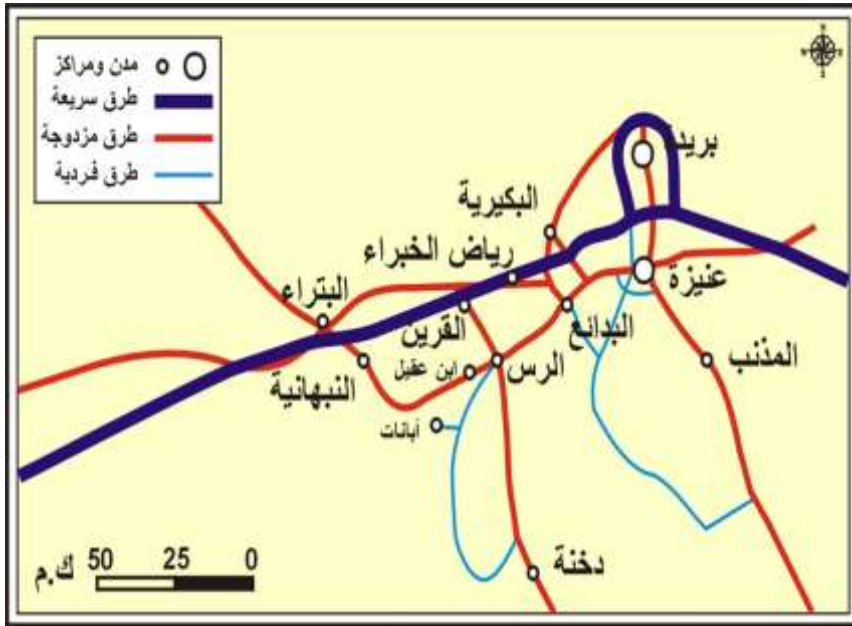 مدن ومراكز
طرق سريعة
طرق مزدوجة
طرق فردية
بريدة
البكيرية
رياض الخبراء
عنيزة
البتراء
القرين
البدائع
المذنب
النبهانية
ابن عقيل
الرس
أبانات
دخنة
ك.م 50 25 0